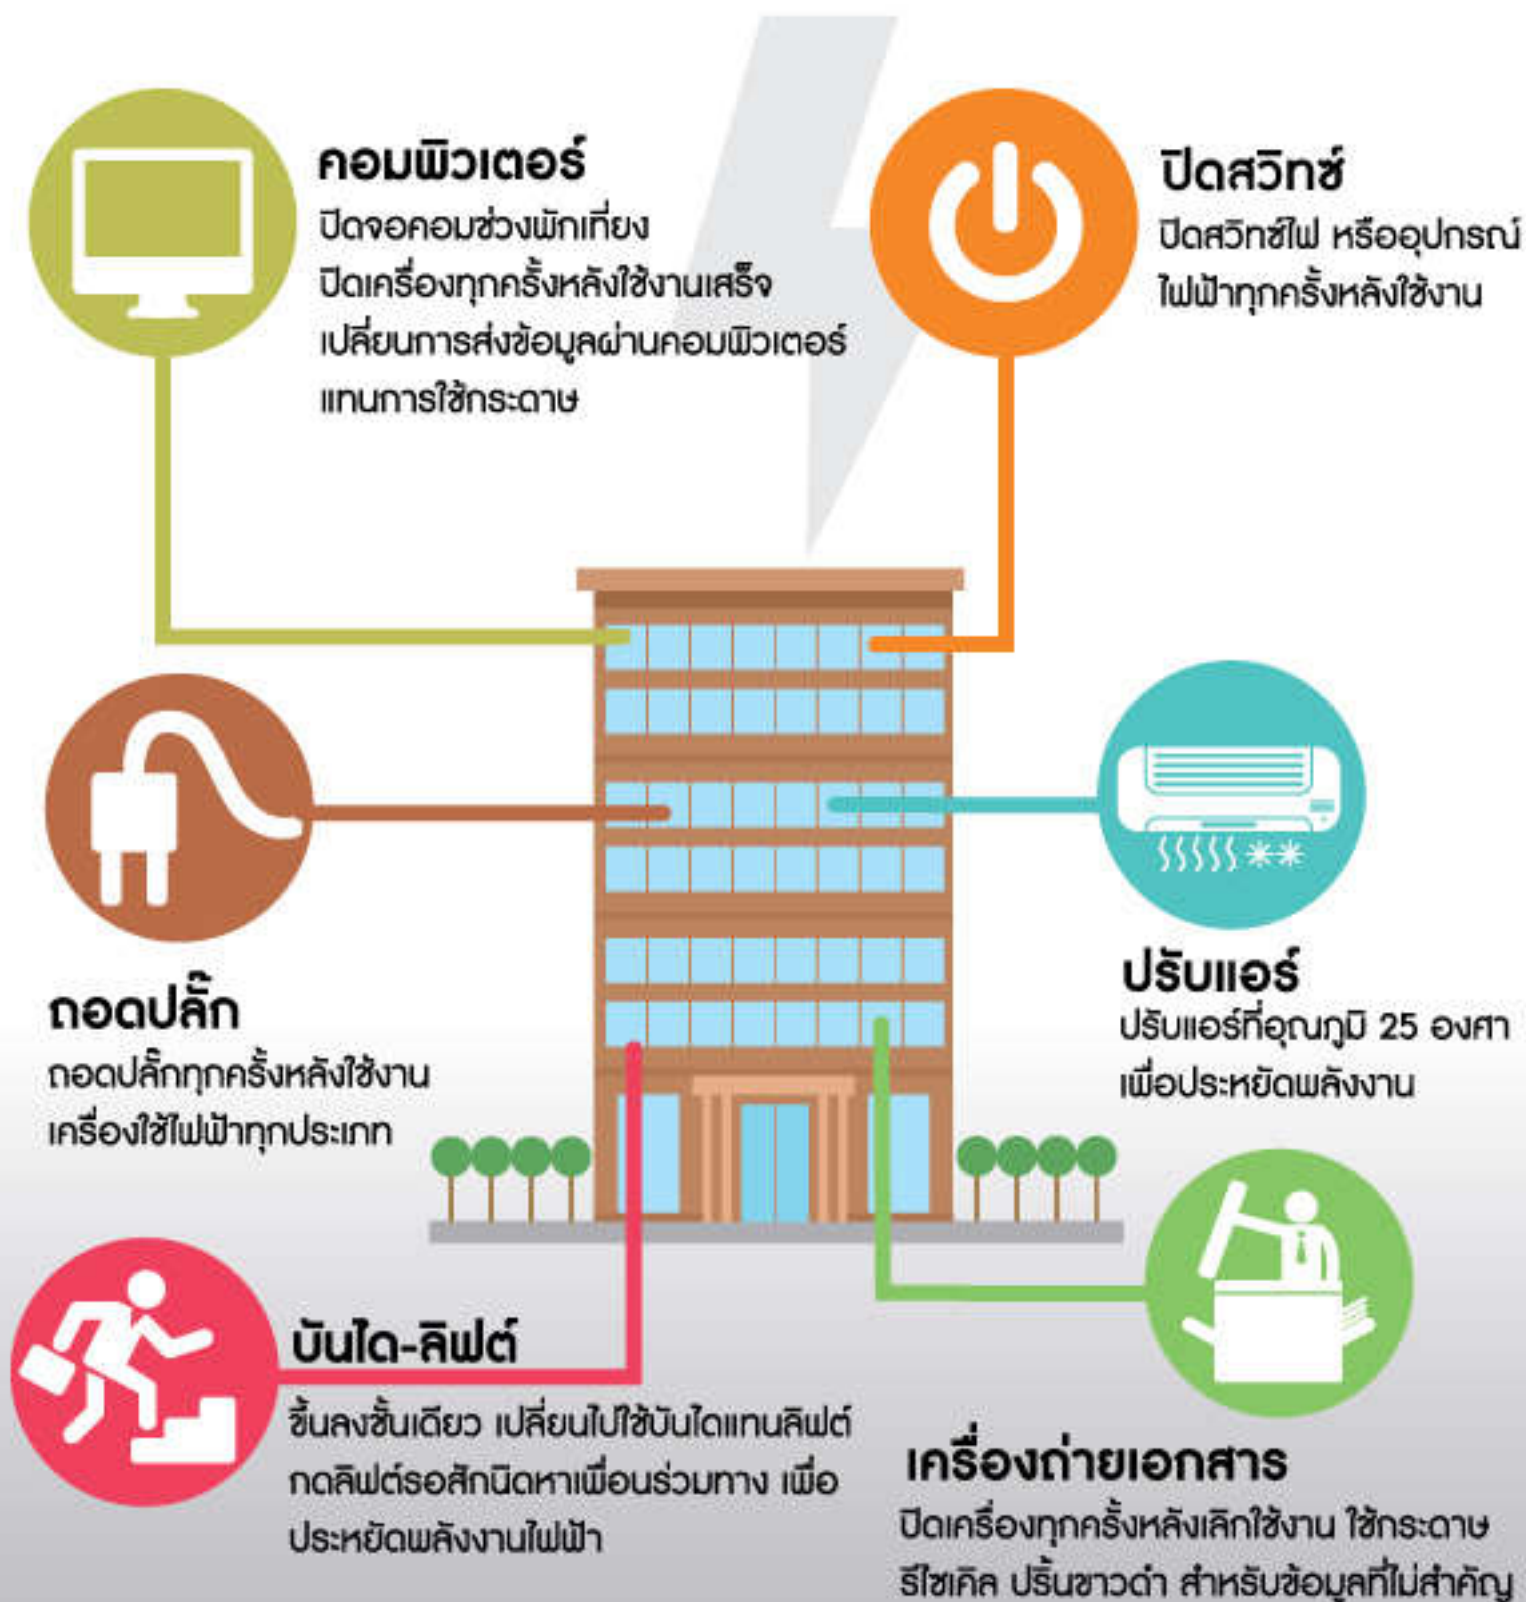 คอมพิวเตอร์
ปิดจอคอมช่วงพักเที่ยง
ปิดเครื่องทุกครั้งหลังใช้งานเสร็จ
เปลี่ยนการส่งข้อมูลผ่านคอมพิวเตอร์
แทนการใช้กระดาษ
ปิดสวิทซ์
ปิดสวิทซ์ไฟ หรืออุปกรณ์
ไฟฟ้าทุกครั้งหลังใช้งาน
ถอดปลั๊ก
ถอดปลั๊กทุกครั้งหลังใช้งาน
เครื่องใช้ไฟฟ้าทุกประเภท
ปรับแอร์
ปรับแอร์ที่อุณภูมิ 25 องศา
เพื่อประหยัดพลังงาน
บันได-ลิฟต์
ขึ้นลงชั้นเดียว เปลี่ยนไปใช้บันไดแทนลิฟต์
กดลิฟต์รอสักนิดหาเพื่อนร่วมทาง เพื่อ
ประหยัดพลังงานไฟฟ้า
เครื่องถ่ายเอกสาร
ปิดเครื่องทุกครั้งหลังเลิกใช้งาน ใช้กระดาษ
รีไซเคิล ปริ้นขาวดำ สำหรับข้อมูลที่ไม่สำคัญ